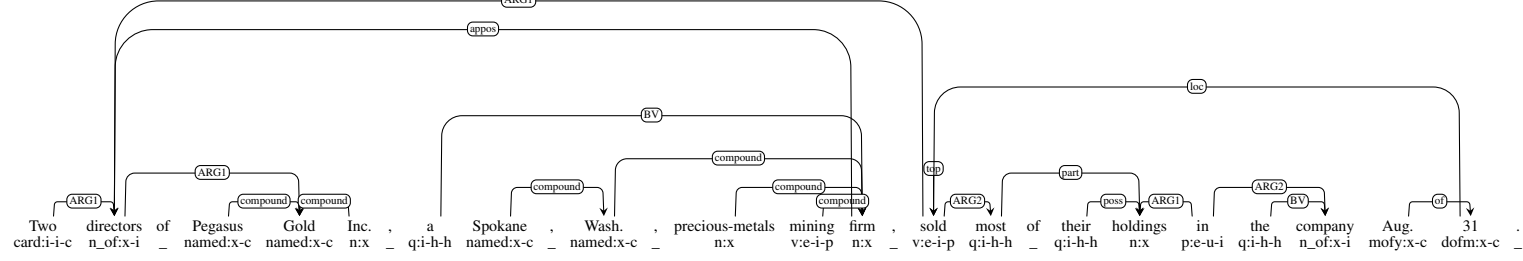 ARG1
appos
loc
BV
compound
top
ARG1 part
compound ARG2
ARG1 compound compound compound compound ARG2 poss ARG1 BV of
Two directors of Pegasus Gold Inc. , a Spokane , Wash. , precious-metals mining firm , sold most of their holdings in the company Aug. 31 .
card:i-i-c n_of:x-i _ named:x-c named:x-c n:x _ q:i-h-h named:x-c _ named:x-c _ n:x v:e-i-p n:x _ v:e-i-p q:i-h-h _ q:i-h-h n:x p:e-u-i q:i-h-h n_of:x-i mofy:x-c dofm:x-c _